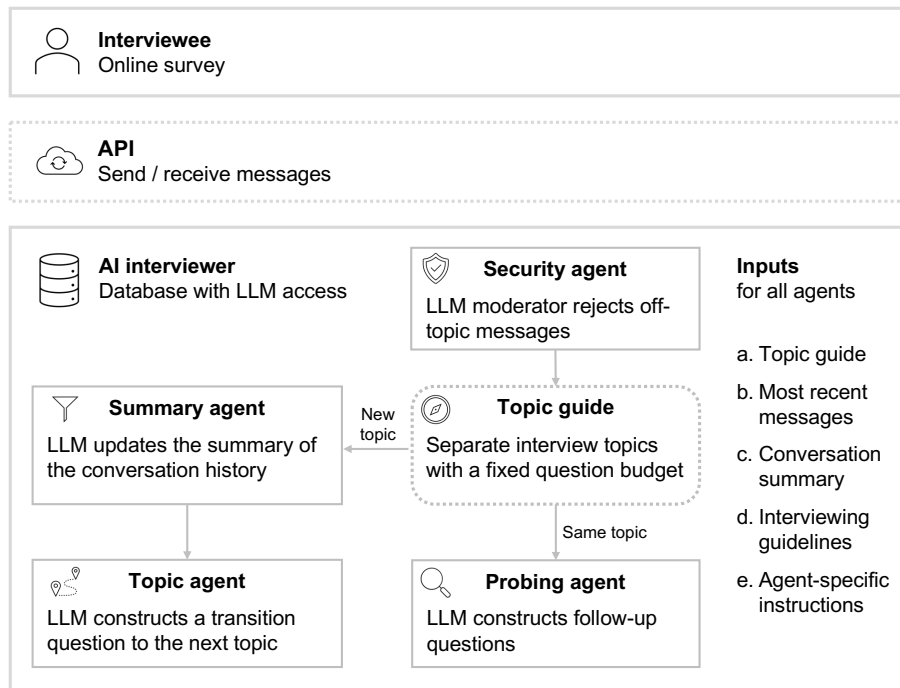 Interviewee
Online survey
API
Send / receive messages
AI interviewer
Database with LLM access
Security agent
LLM moderator rejects off-
topic messages
Inputs
for all agents
a. Topic guide
b. Most recent
messages
c. Conversation
summary
d. Interviewing
guidelines
e. Agent-specific
instructions
Summary agent
LLM updates the summary of
the conversation history
New
topic
Topic guide
Separate interview topics
with a fixed question budget
Same topic
Topic agent
LLM constructs a transition
question to the next topic
Probing agent
LLM constructs follow-up
questions